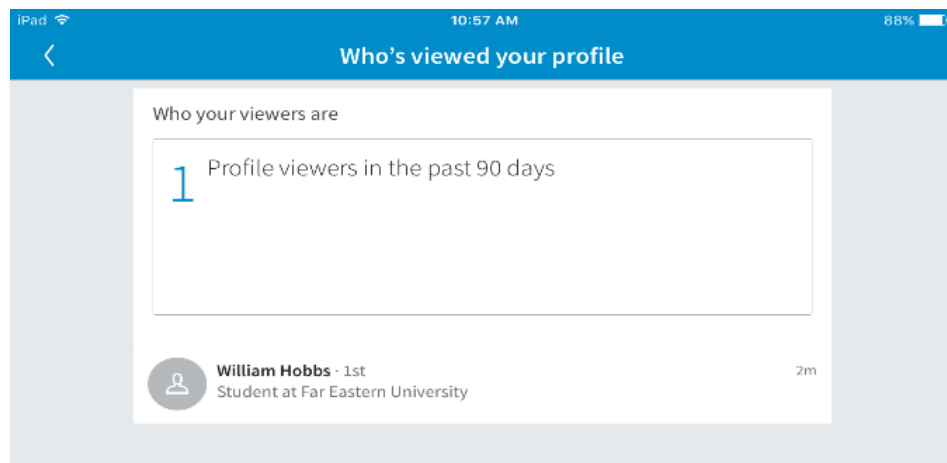 iPad 10:57 AM 88%
Who's viewed your profile
Who your viewers are
1 Profile viewers in the past 90 days
William Hobbs · 1st 2m
Student at Far Eastern University